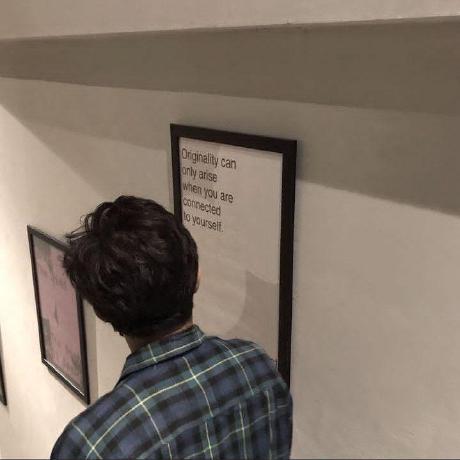 Originality can
only arise
when you are
connected
to yourself.